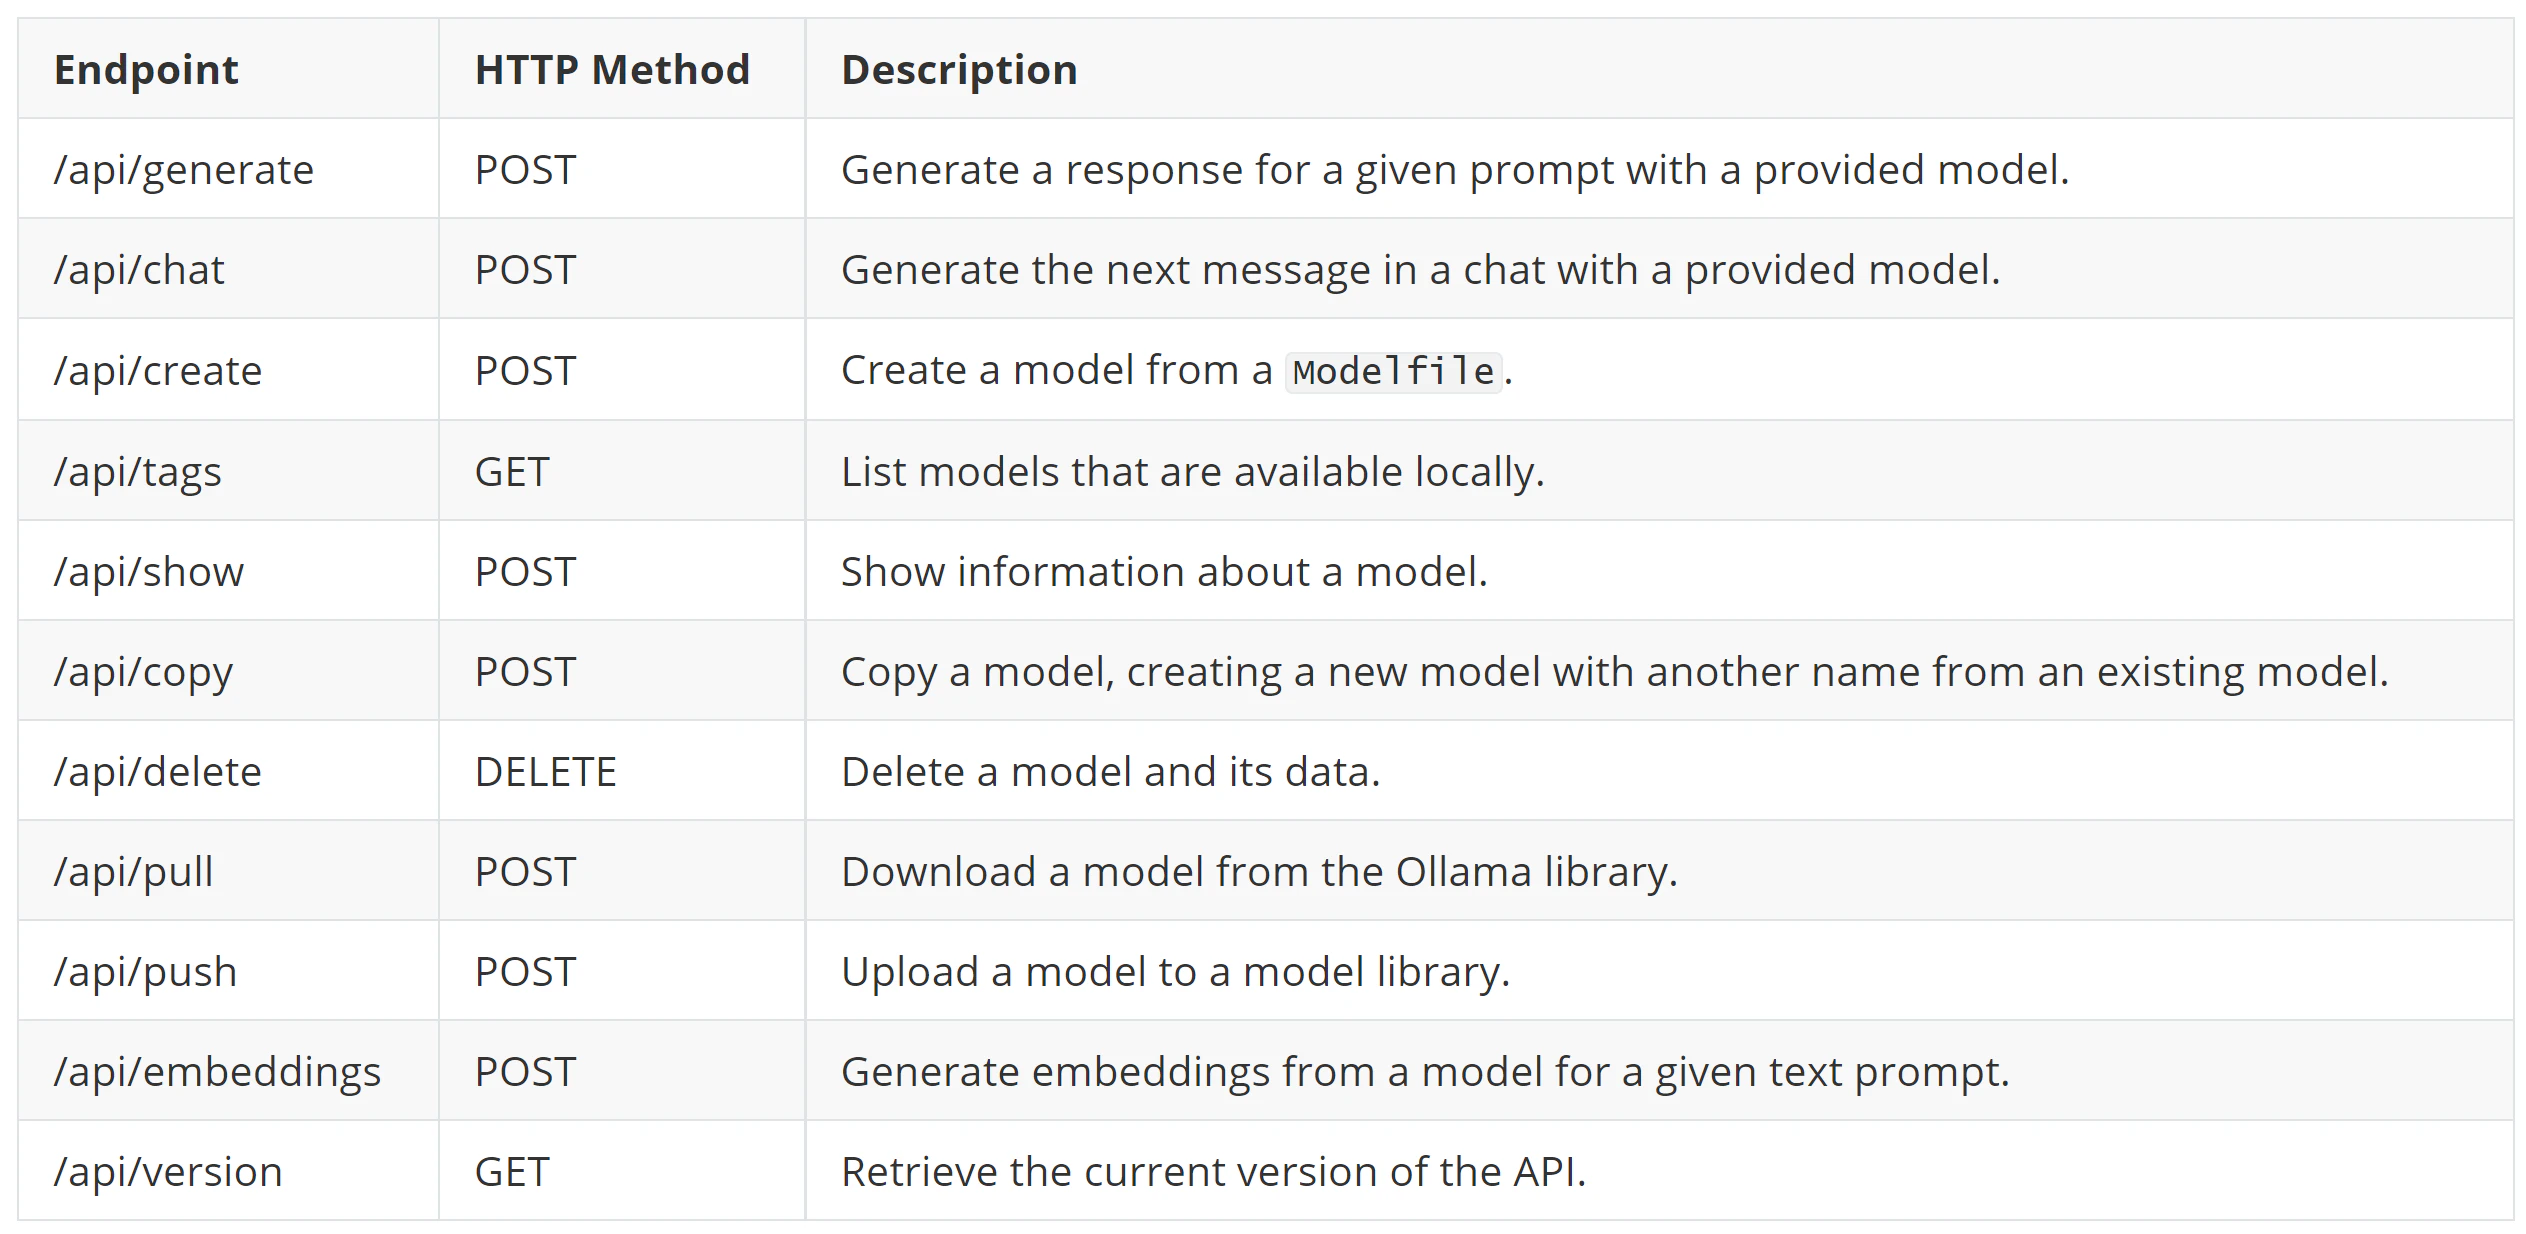 Endpoint HTTP Method Description
/api/generate POST Generate a response for a given prompt with a provided model.
/api/chat POST Generate the next message in a chat with a provided model.
/api/create POST Create a model from a Modelfile.
/api/tags GET List models that are available locally.
/api/show POST Show information about a model.
/api/copy POST Copy a model, creating a new model with another name from an existing model.
/api/delete DELETE Delete a model and its data.
/api/pull POST Download a model from the Ollama library.
/api/push POST Upload a model to a model library.
/api/embeddings POST Generate embeddings from a model for a given text prompt.
/api/version GET Retrieve the current version of the API.